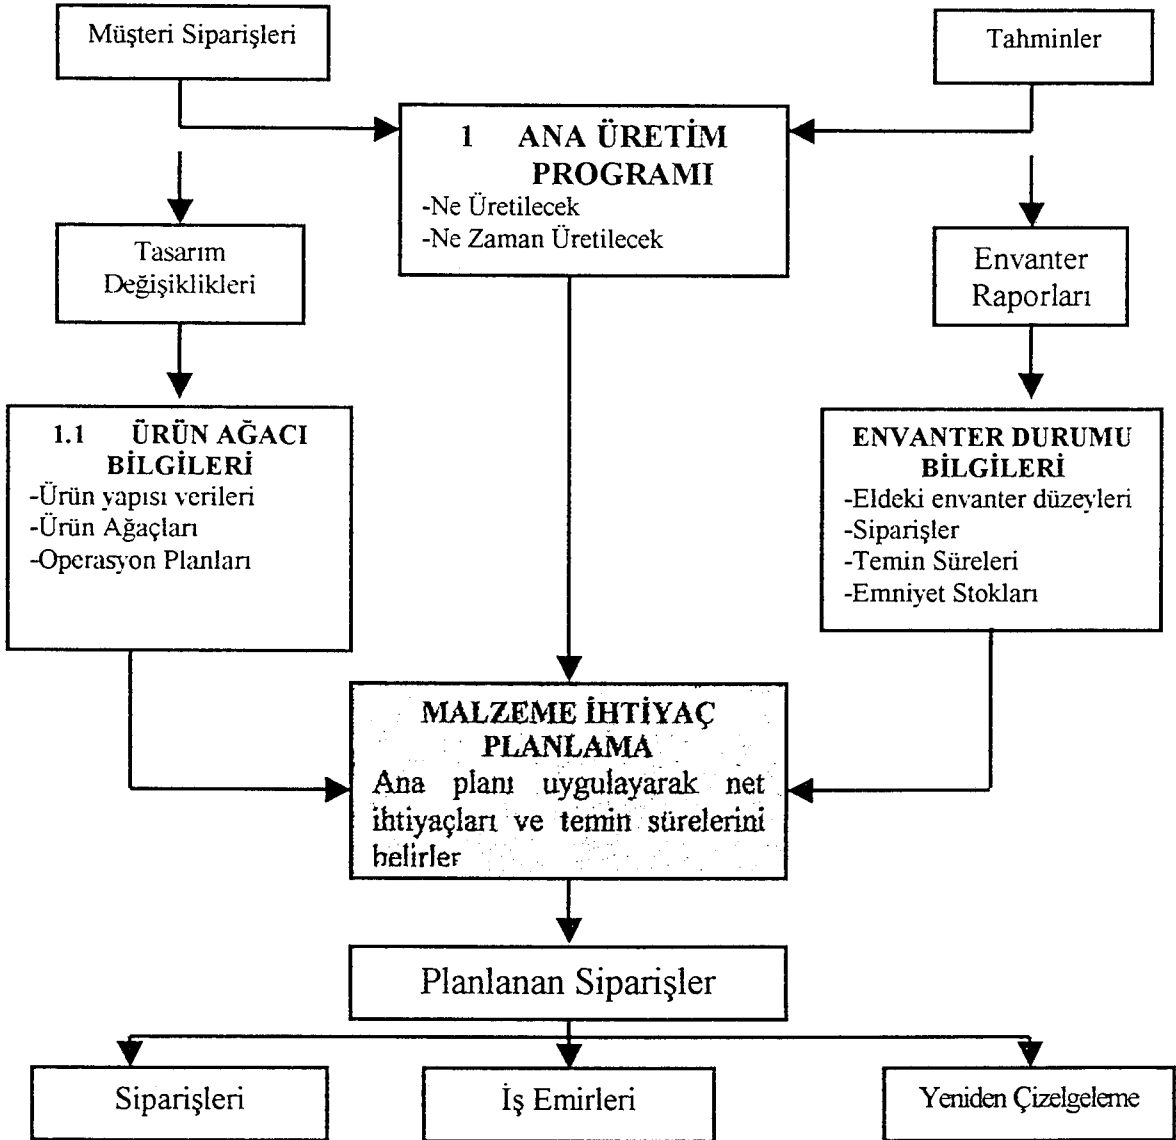 Müşteri Siparişleri
Tahminler
1 ANA ÜRETİM
PROGRAMI
-Ne Üretilecek
-Ne Zaman Üretilecek
Tasarım
Değişiklikleri
Envanter
Raporları
1.1 ÜRÜN AĞACI
BİLGİLERİ
-Ürün yapısı verileri
-Ürün Ağaçları
-Operasyon Planları
ENVANTER DURUMU
BİLGİLERİ
-Eldeki envanter düzeyleri
-Siparişler
-Temin Süreleri
-Emniyet Stokları
MALZEME İHTİYAÇ
PLANLAMA
Ana planı uygulayarak net
ihtiyaçları ve temin sürelerini
belirler
Planlanan Siparişler
Siparişleri
İş Emirleri
Yeniden Çizelgeleme